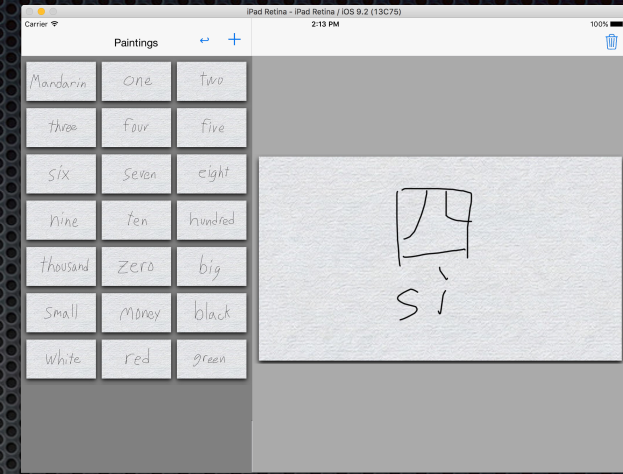 iPad Retina - iPad Retina / iOS 9.2 (13C75)
Carrier 2:13 PM 100%
Paintings
Mandarin one two
three four five
six seven eight
nine ten hundred
thousand zero big
small money black
white red green
四
sì